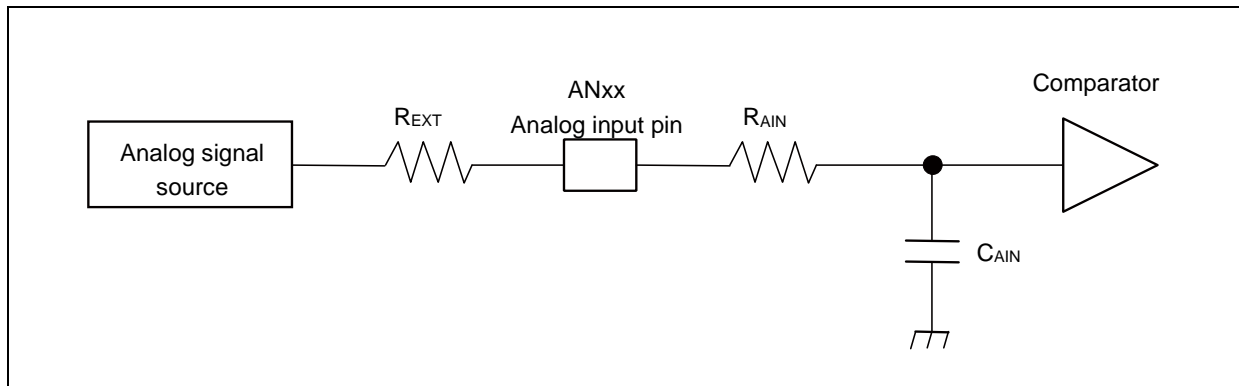 Comparator
ANxx
Analog input pin
REXT
RAIN
Analog signal
source
CAIN